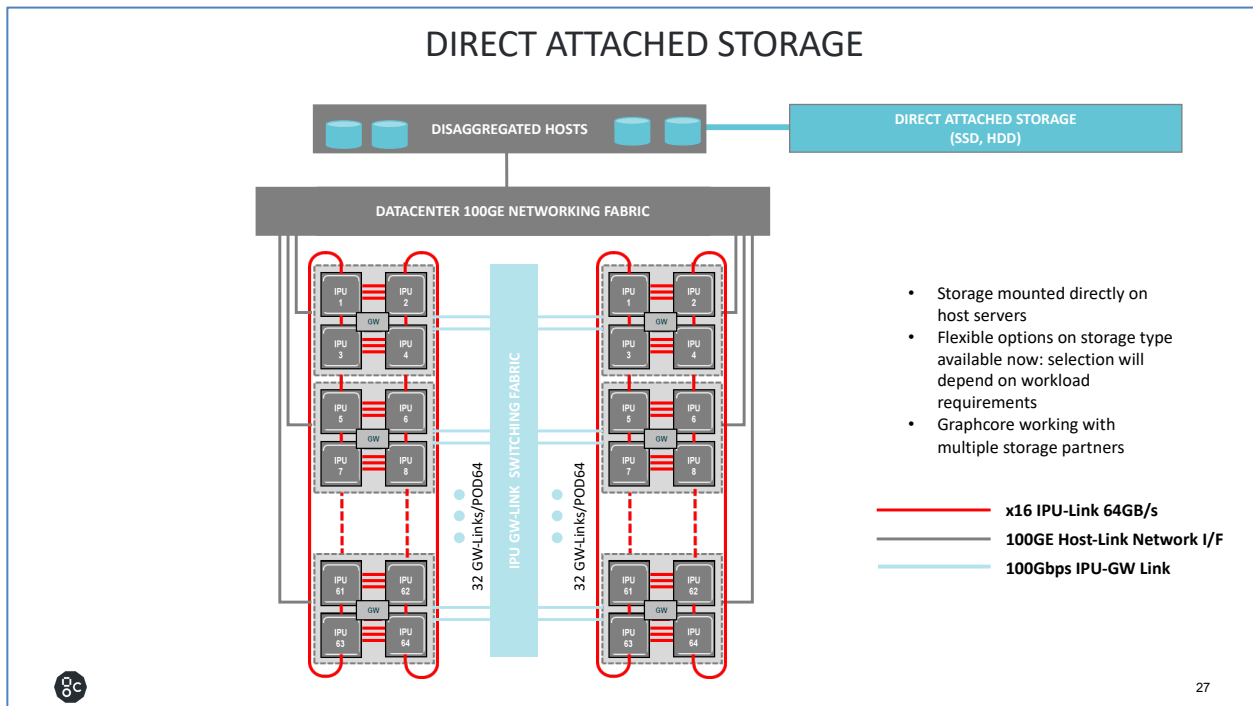 DIRECT ATTACHED STORAGE
DISAGGREGATED HOSTS
DIRECT ATTACHED STORAGE
(SSD, HDD)
DATACENTER 100GE NETWORKING FABRIC
IPU
1
IPU
2
GW
IPU
3
IPU
4
IPU
5
IPU
6
GW
IPU
7
IPU
8
IPU
61
IPU
62
GW
IPU
63
IPU
64
32 GW-Links/POD64
IPU GW-LINK SWITCHING FABRIC
32 GW-Links/POD64
IPU
1
IPU
2
GW
IPU
3
IPU
4
IPU
5
IPU
6
GW
IPU
7
IPU
8
IPU
61
IPU
62
GW
IPU
63
IPU
64
• Storage mounted directly on
host servers
• Flexible options on storage type
available now: selection will
depend on workload
requirements
• Graphcore working with
multiple storage partners
x16 IPU-Link 64GB/s
100GE Host-Link Network I/F
100Gbps IPU-GW Link
27